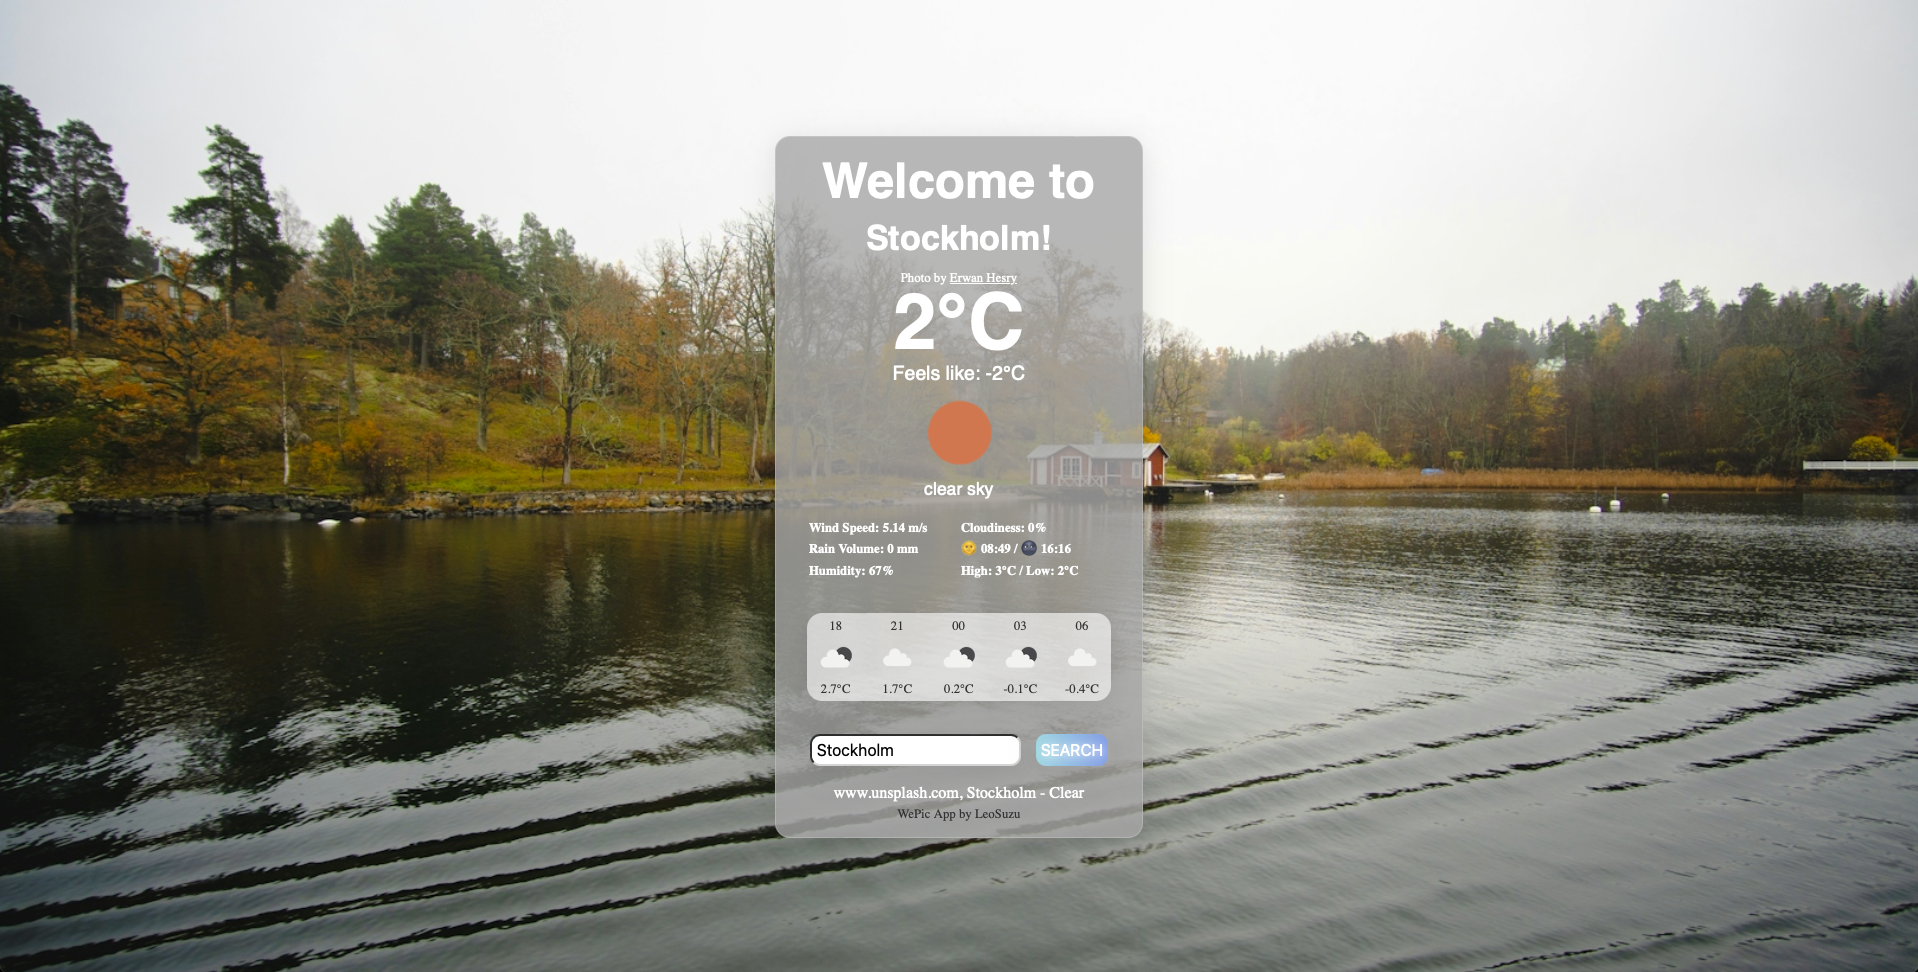 Welcome to
Stockholm!
Photo by Erwan Hesry
2°C
Feels like: -2°C
clear sky
Wind Speed: 5.14 m/s Cloudiness: 0%
Rain Volume: 0 mm 🌞 08:49 / 🌚 16:16
Humidity: 67% High: 3°C / Low: 2°C
18 21 00 03 06
2.7°C 1.7°C 0.2°C -0.1°C -0.4°C
Stockholm SEARCH
www.unsplash.com, Stockholm - Clear
WePic App by LeoSuzu